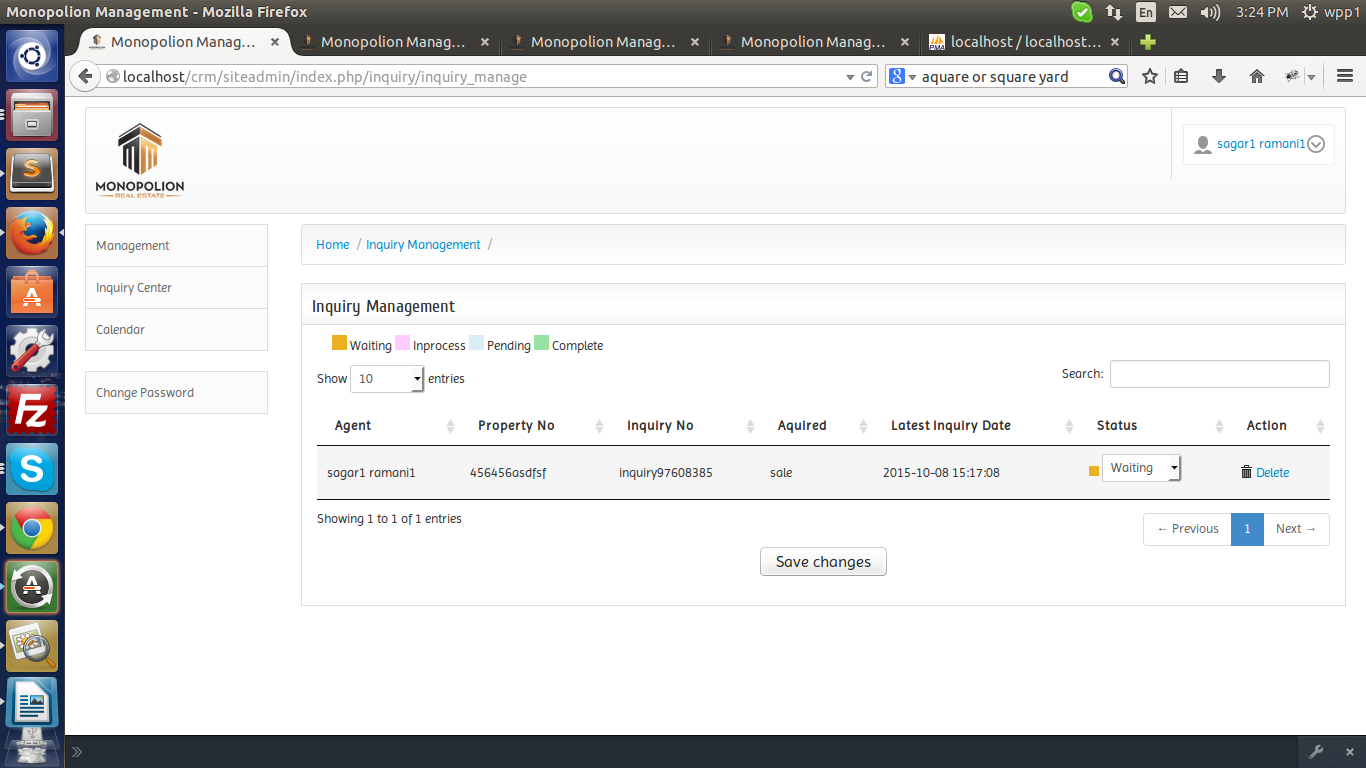 Monopolion Management - Mozilla Firefox
En
3:24 PM
wpp1
Monopolion Manag...
Monopolion Manag...
Monopolion Manag...
Monopolion Manag...
localhost / localhost...
localhost/crm/siteadmin/index.php/inquiry/inquiry_manage
aquare or square yard
MONOPOLION
REAL ESTATE
sagar1 ramani1
Management
Inquiry Center
Calendar
Change Password
Home / Inquiry Management /
Inquiry Management
Waiting Inprocess Pending Complete
Show 10 entries
Search:
Agent Property No Inquiry No Aquired Latest Inquiry Date Status Action
sagar1 ramani1 456456asdfsf inquiry97608385 sale 2015-10-08 15:17:08 Waiting Delete
Showing 1 to 1 of 1 entries
← Previous 1 Next →
Save changes